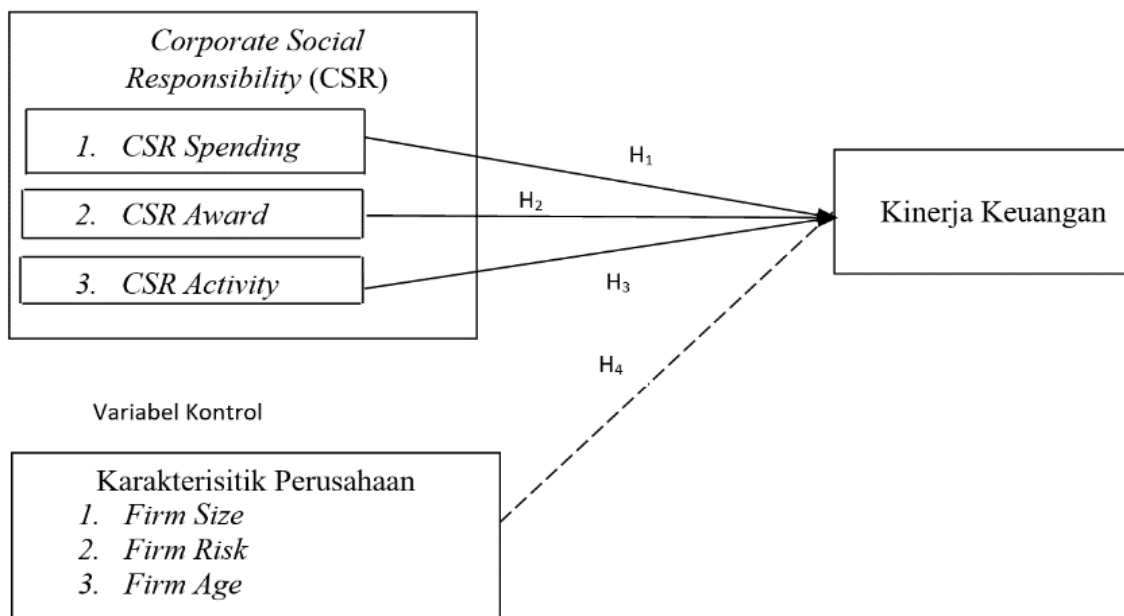 Corporate Social
Responsibility (CSR)
1. CSR Spending
2. CSR Award
3. CSR Activity
H₁
H₂
H₃
H₄
Kinerja Keuangan
Variabel Kontrol
Karakterisitik Perusahaan
1. Firm Size
2. Firm Risk
3. Firm Age